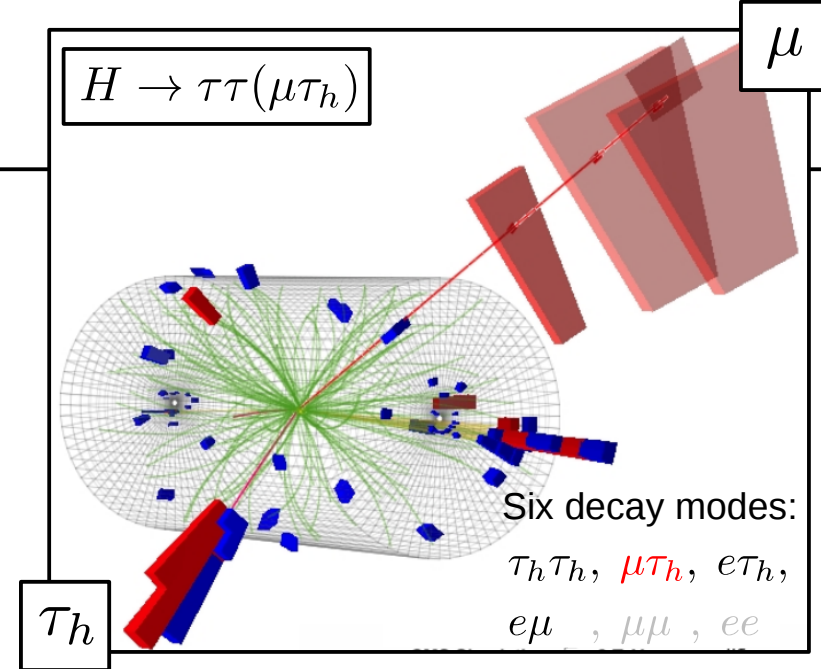 μ
H → ττ(μτ_h)
Six decay modes:
τ_hτ_h, μτ_h, eτ_h,
eμ , μμ , ee
τ_h